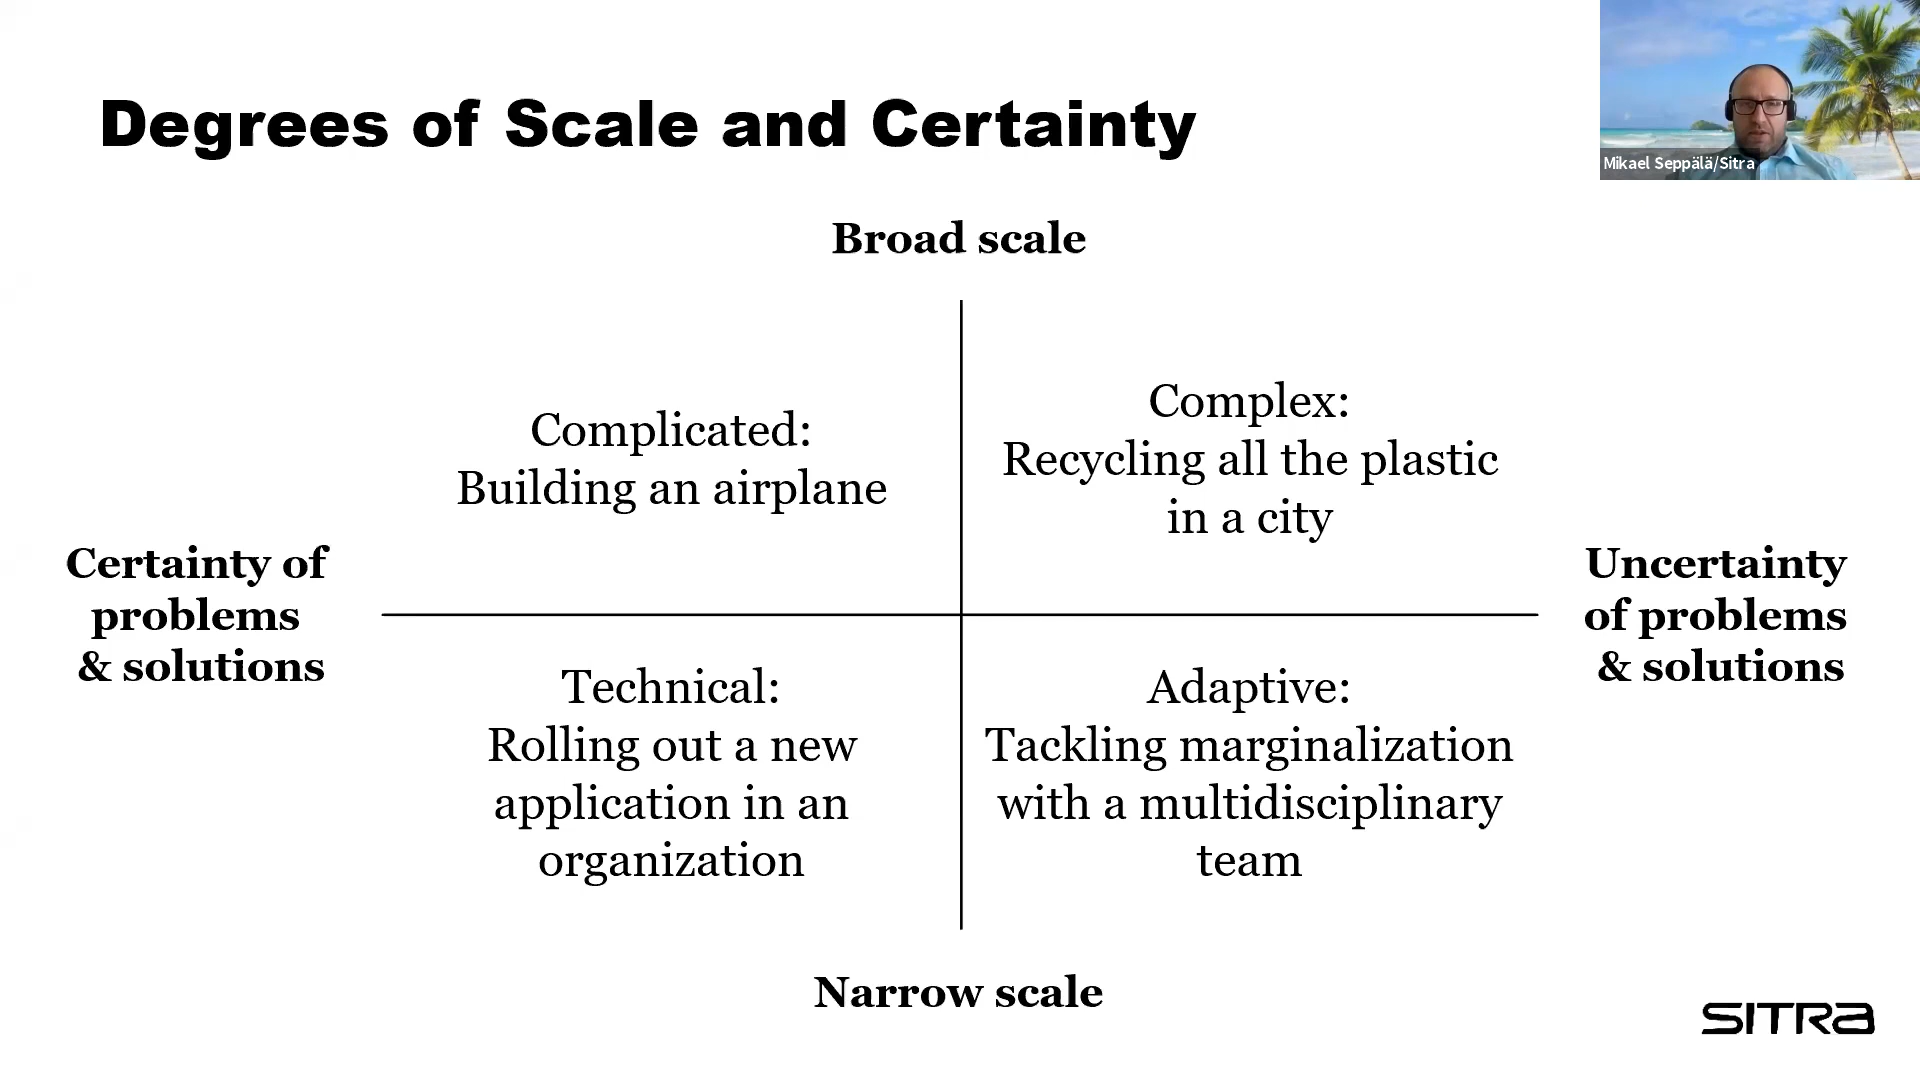 Degrees of Scale and Certainty
Mikael Seppälä/Sitra
Broad scale
Complicated:
Building an airplane
Complex:
Recycling all the plastic
in a city
Certainty of
problems
& solutions
Uncertainty
of problems
& solutions
Technical:
Rolling out a new
application in an
organization
Adaptive:
Tackling marginalization
with a multidisciplinary
team
Narrow scale
SITRA